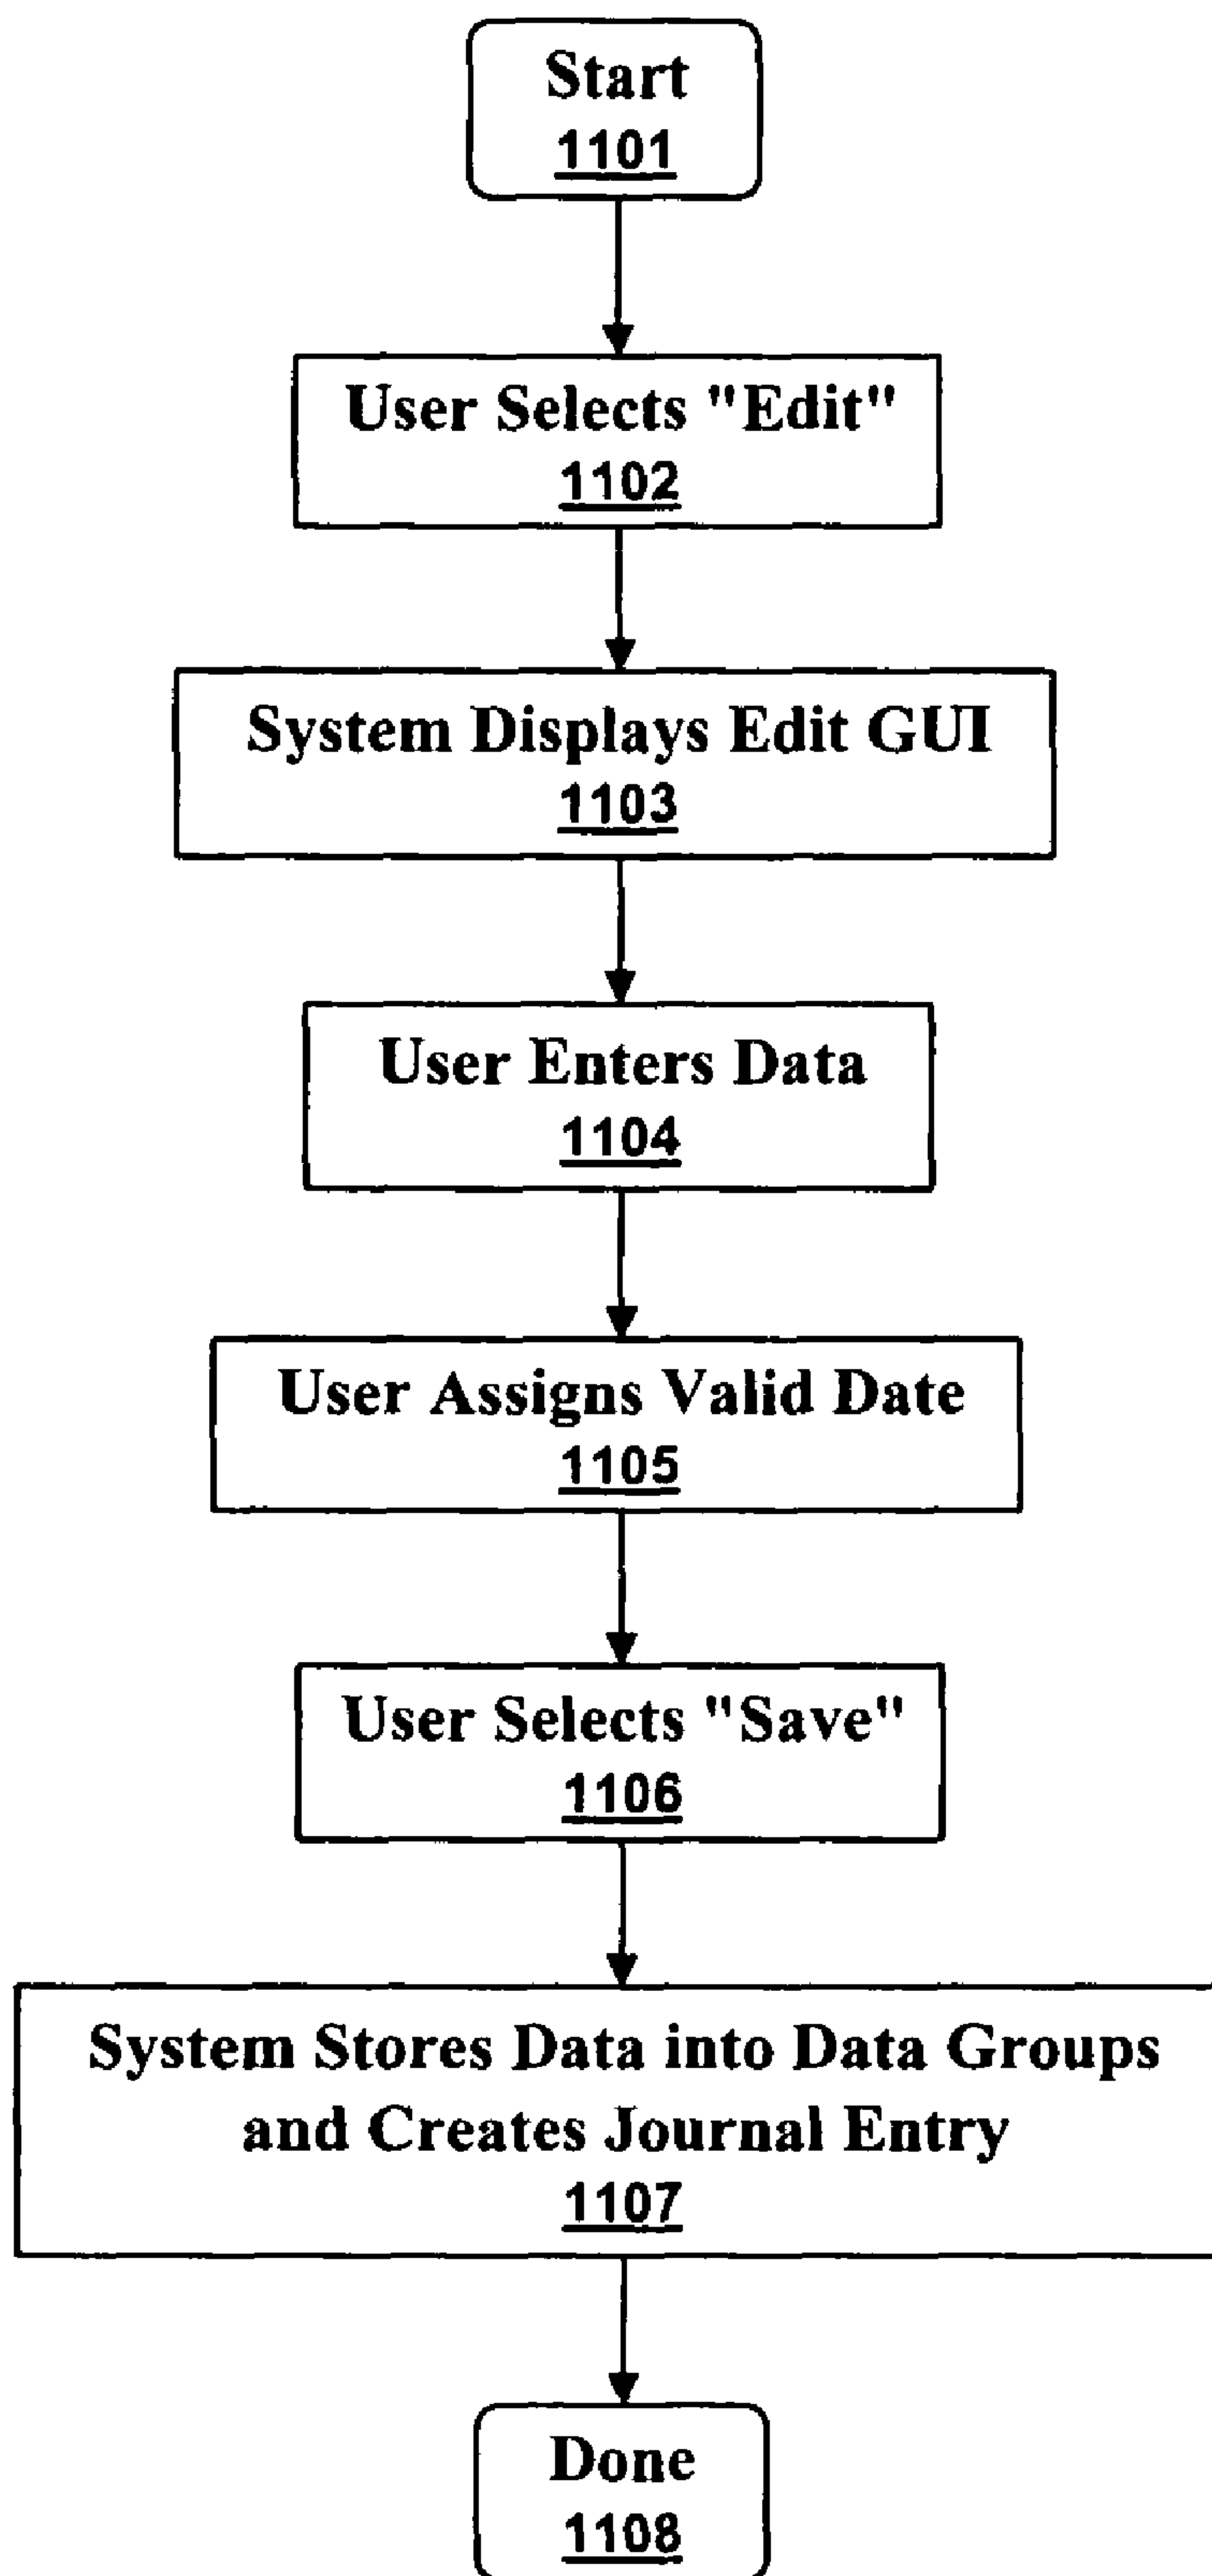 Start
1101
User Selects "Edit"
1102
System Displays Edit GUI
1103
User Enters Data
1104
User Assigns Valid Date
1105
User Selects "Save"
1106
System Stores Data into Data Groups
and Creates Journal Entry
1107
Done
1108